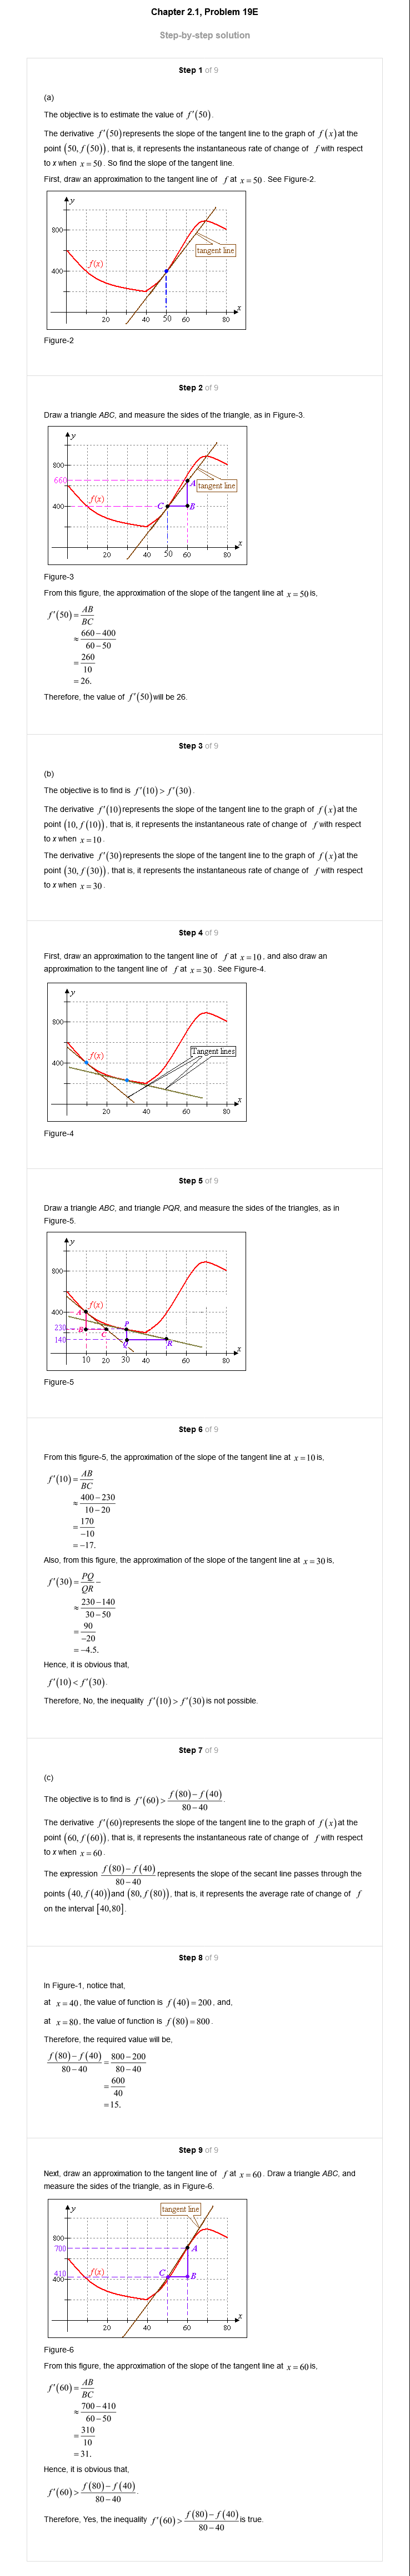 Chapter 2.1, Problem 19E
Step-by-step solution
Step 1 of 9
(a)
The objective is to estimate the value of f'(50).
The derivative f'(50) represents the slope of the tangent line to the graph of f(x) at the
point (50, f(50)), that is, it represents the instantaneous rate of change of f with respect
to x when x = 50. So find the slope of the tangent line.
First, draw an approximation to the tangent line of f at x = 50. See Figure-2.
y
800
tangent line
f(x)
400
x
20 40 50 60 80
Figure-2
Step 2 of 9
Draw a triangle ABC, and measure the sides of the triangle, as in Figure-3.
y
800
660
A tangent line
f(x)
400 C B
x
20 40 50 60 80
Figure-3
From this figure, the approximation of the slope of the tangent line at x = 50 is,
f'(50) = AB/BC
≈ (660−400)/(60−50)
= 260/10
= 26.
Therefore, the value of f'(50) will be 26.
Step 3 of 9
(b)
The objective is to find is f'(10) > f'(30).
The derivative f'(10) represents the slope of the tangent line to the graph of f(x) at the
point (10, f(10)), that is, it represents the instantaneous rate of change of f with respect
to x when x = 10.
The derivative f'(30) represents the slope of the tangent line to the graph of f(x) at the
point (30, f(30)), that is, it represents the instantaneous rate of change of f with respect
to x when x = 30.
Step 4 of 9
First, draw an approximation to the tangent line of f at x = 10, and also draw an
approximation to the tangent line of f at x = 30. See Figure-4.
y
800
f(x) Tangent lines
400
x
20 40 60 80
Figure-4
Step 5 of 9
Draw a triangle ABC, and triangle PQR, and measure the sides of the triangles, as in
Figure-5.
y
800
f(x)
400 A
230 B C P
140 Q R
x
10 20 30 40 60 80
Figure-5
Step 6 of 9
From this figure-5, the approximation of the slope of the tangent line at x = 10 is,
f'(10) = AB/BC
≈ (400−230)/(10−20)
= 170/−10
= −17.
Also, from this figure, the approximation of the slope of the tangent line at x = 30 is,
f'(30) = PQ/QR −
≈ (230−140)/(30−50)
= 90/−20
= −4.5.
Hence, it is obvious that,
f'(10) < f'(30).
Therefore, No, the inequality f'(10) > f'(30) is not possible.
Step 7 of 9
(c)
The objective is to find is f'(60) > (f(80)−f(40))/(80−40).
The derivative f'(60) represents the slope of the tangent line to the graph of f(x) at the
point (60, f(60)), that is, it represents the instantaneous rate of change of f with respect
to x when x = 60.
The expression (f(80)−f(40))/(80−40) represents the slope of the secant line passes through the
points (40, f(40)) and (80, f(80)), that is, it represents the average rate of change of f
on the interval [40,80].
Step 8 of 9
In Figure-1, notice that,
at x = 40, the value of function is f(40) = 200, and,
at x = 80, the value of function is f(80) = 800.
Therefore, the required value will be,
(f(80)−f(40))/(80−40) = (800−200)/(80−40)
= 600/40
= 15.
Step 9 of 9
Next, draw an approximation to the tangent line of f at x = 60. Draw a triangle ABC, and
measure the sides of the triangle, as in Figure-6.
y
tangent line
800
700 A
f(x)
410 C B
400
x
20 40 60 80
Figure-6
From this figure, the approximation of the slope of the tangent line at x = 60 is,
f'(60) = AB/BC
≈ (700−410)/(60−50)
= 310/10
= 31.
Hence, it is obvious that,
f'(60) > (f(80)−f(40))/(80−40).
Therefore, Yes, the inequality f'(60) > (f(80)−f(40))/(80−40) is true.